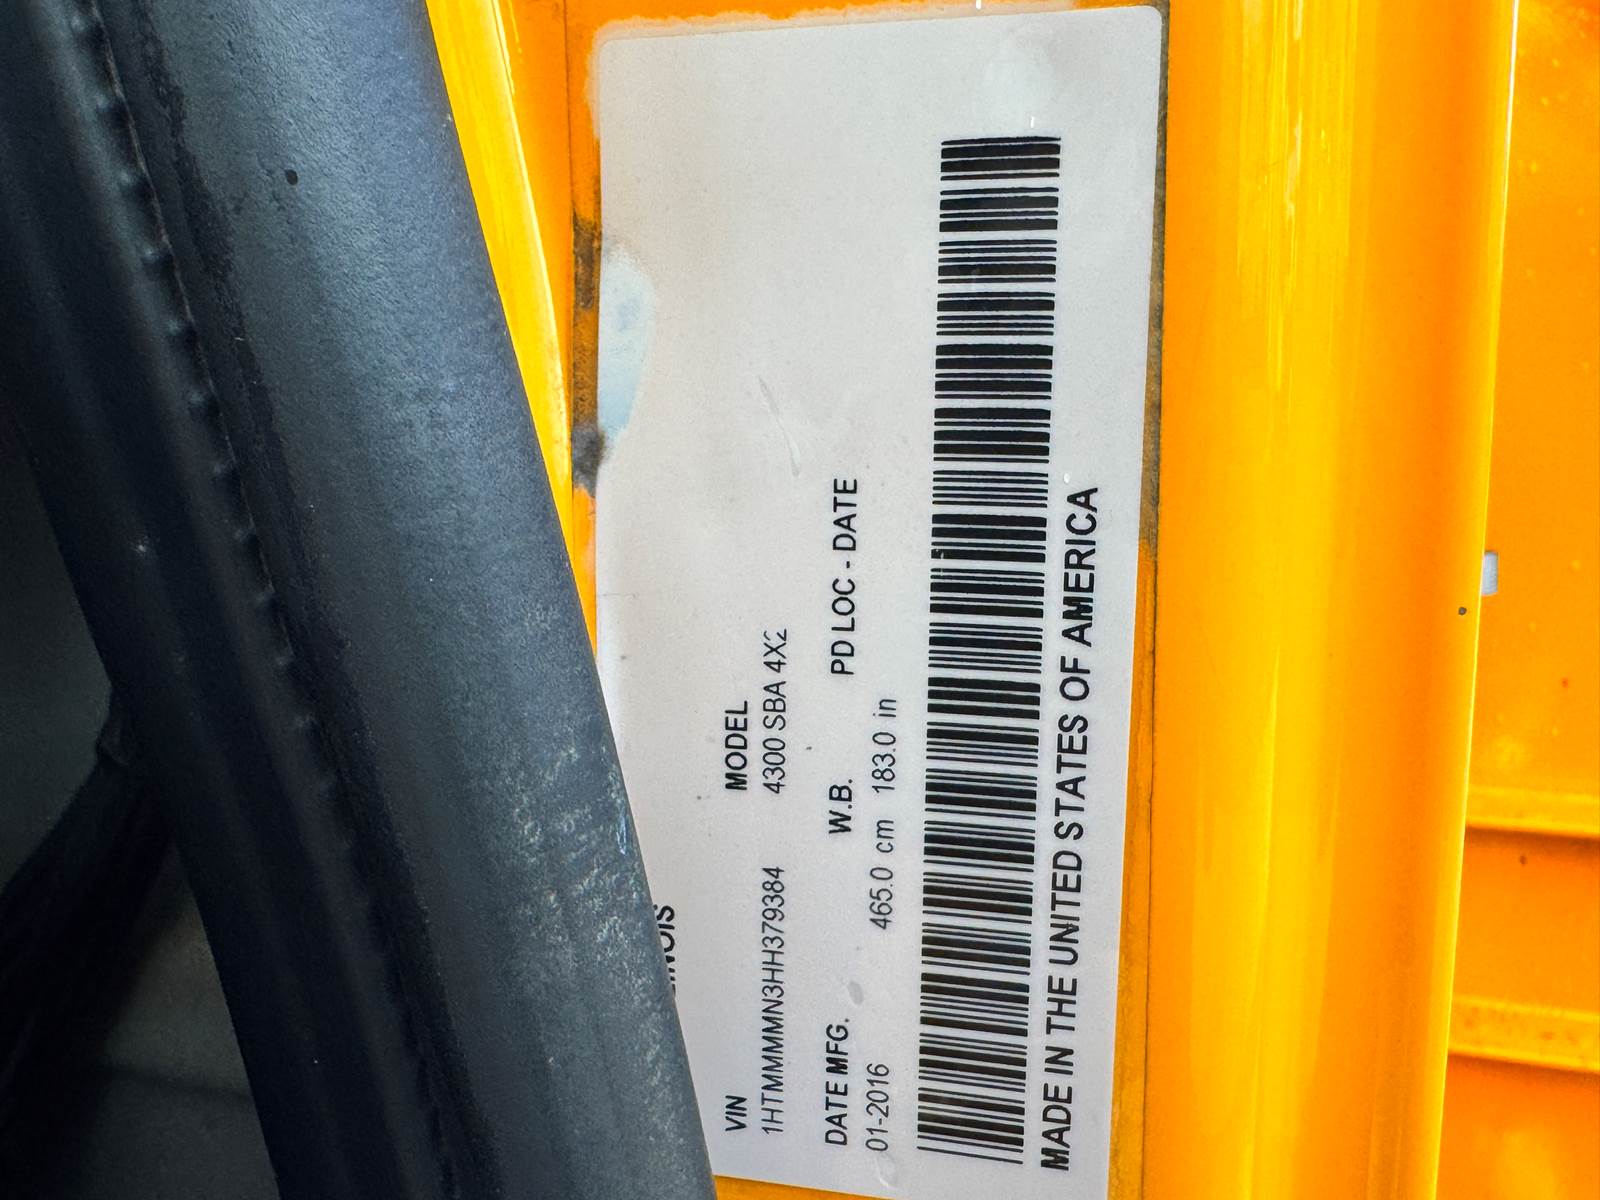 VIN MODEL
1HTMMMMN3HH379384 4300 SBA 4X2
DATE MFG. W.B. PD LOC - DATE
01-2016 465.0 cm 183.0 in
MADE IN THE UNITED STATES OF AMERICA